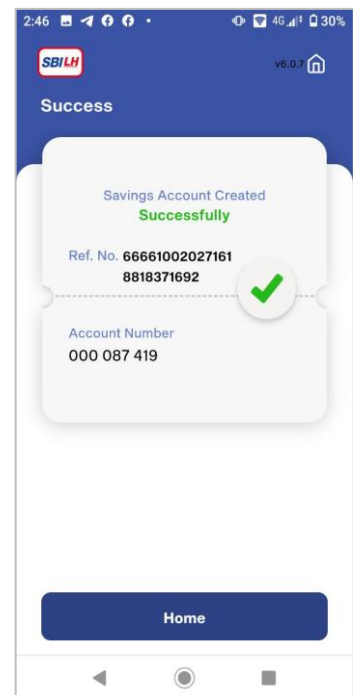 2:46
4G
30%
SBILH
v6.0.7
Success
Savings Account Created
Successfully
Ref. No. 66661002027161
8818371692
Account Number
000 087 419
Home